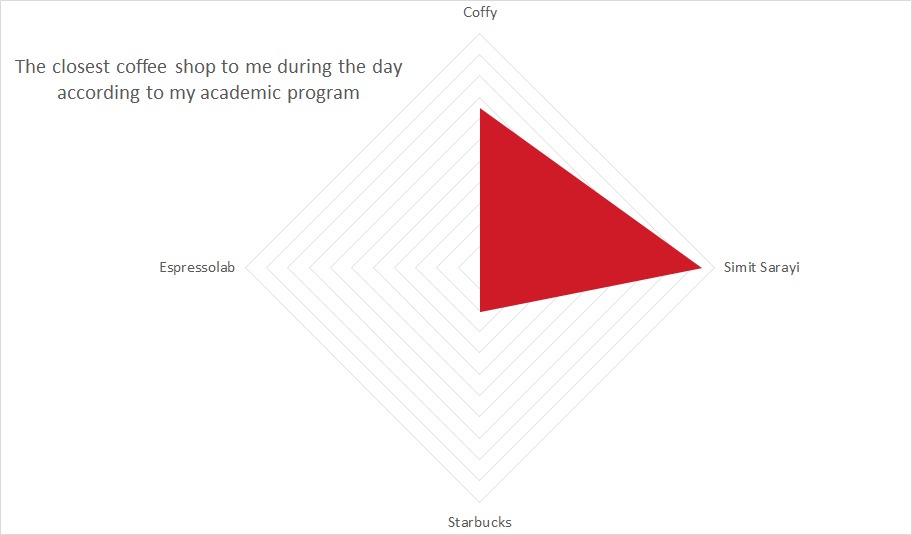 Coffy
The closest coffee shop to me during the day
according to my academic program
Espressolab
Simit Sarayi
Starbucks